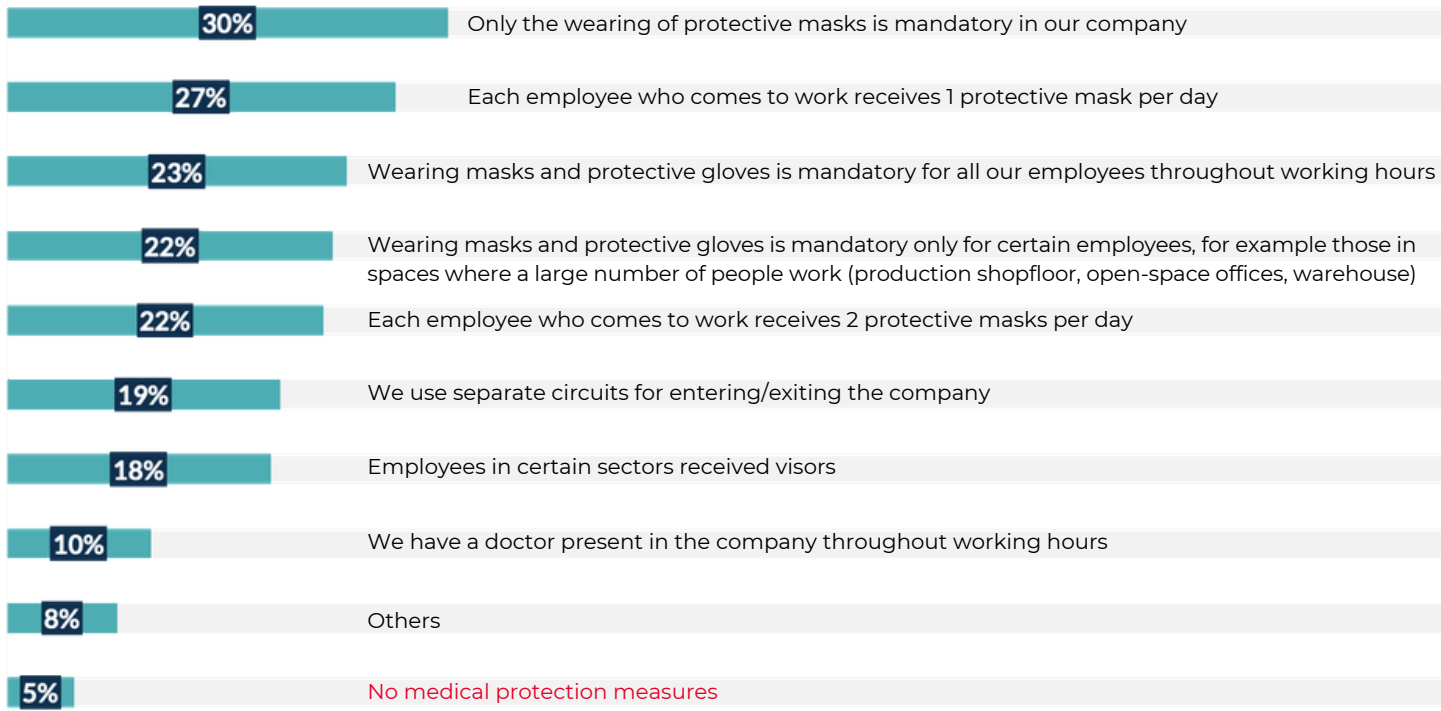 30% Only the wearing of protective masks is mandatory in our company
27% Each employee who comes to work receives 1 protective mask per day
23% Wearing masks and protective gloves is mandatory for all our employees throughout working hours
22% Wearing masks and protective gloves is mandatory only for certain employees, for example those in
spaces where a large number of people work (production shopfloor, open-space offices, warehouse)
22% Each employee who comes to work receives 2 protective masks per day
19% We use separate circuits for entering/exiting the company
18% Employees in certain sectors received visors
10% We have a doctor present in the company throughout working hours
8% Others
5% No medical protection measures